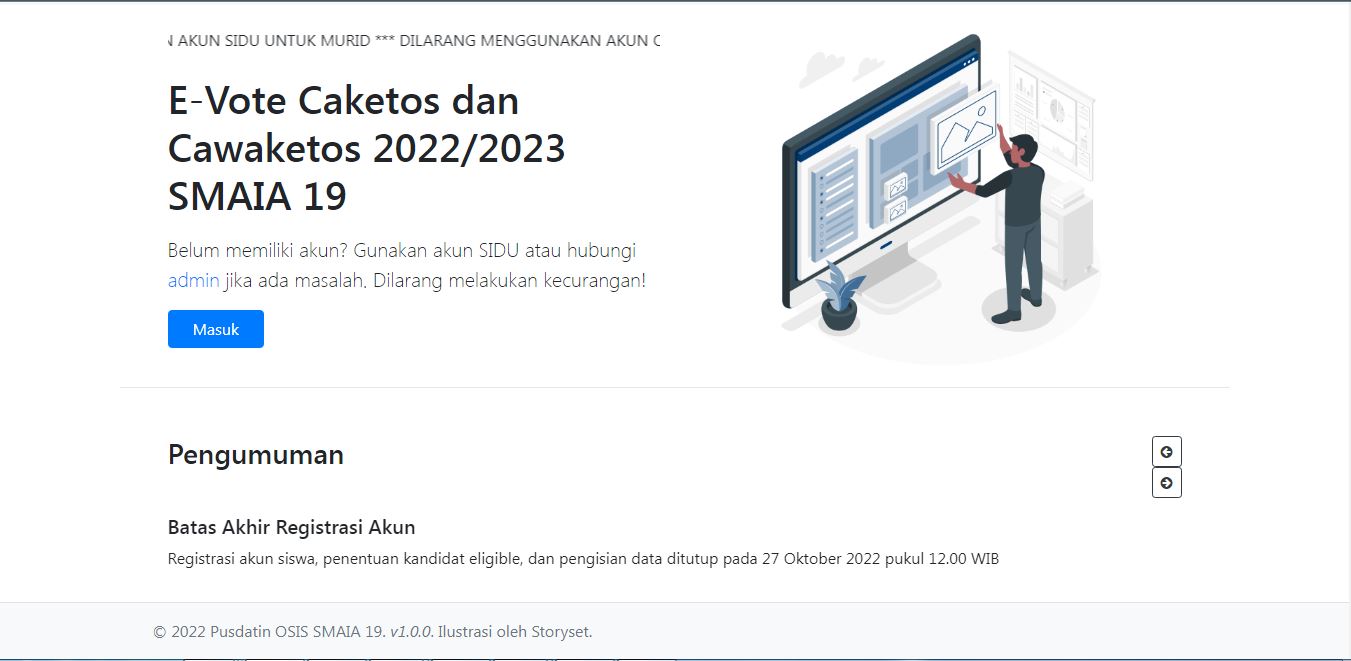 AKUN SIDU UNTUK MURID *** DILARANG MENGGUNAKAN AKUN
E-Vote Caketos dan
Cawaketos 2022/2023
SMAIA 19
Belum memiliki akun? Gunakan akun SIDU atau hubungi
admin jika ada masalah. Dilarang melakukan kecurangan!
Masuk
Pengumuman
Batas Akhir Registrasi Akun
Registrasi akun siswa, penentuan kandidat eligible, dan pengisian data ditutup pada 27 Oktober 2022 pukul 12.00 WIB
© 2022 Pusdatin OSIS SMAIA 19. v1.0.0. Ilustrasi oleh Storyset.